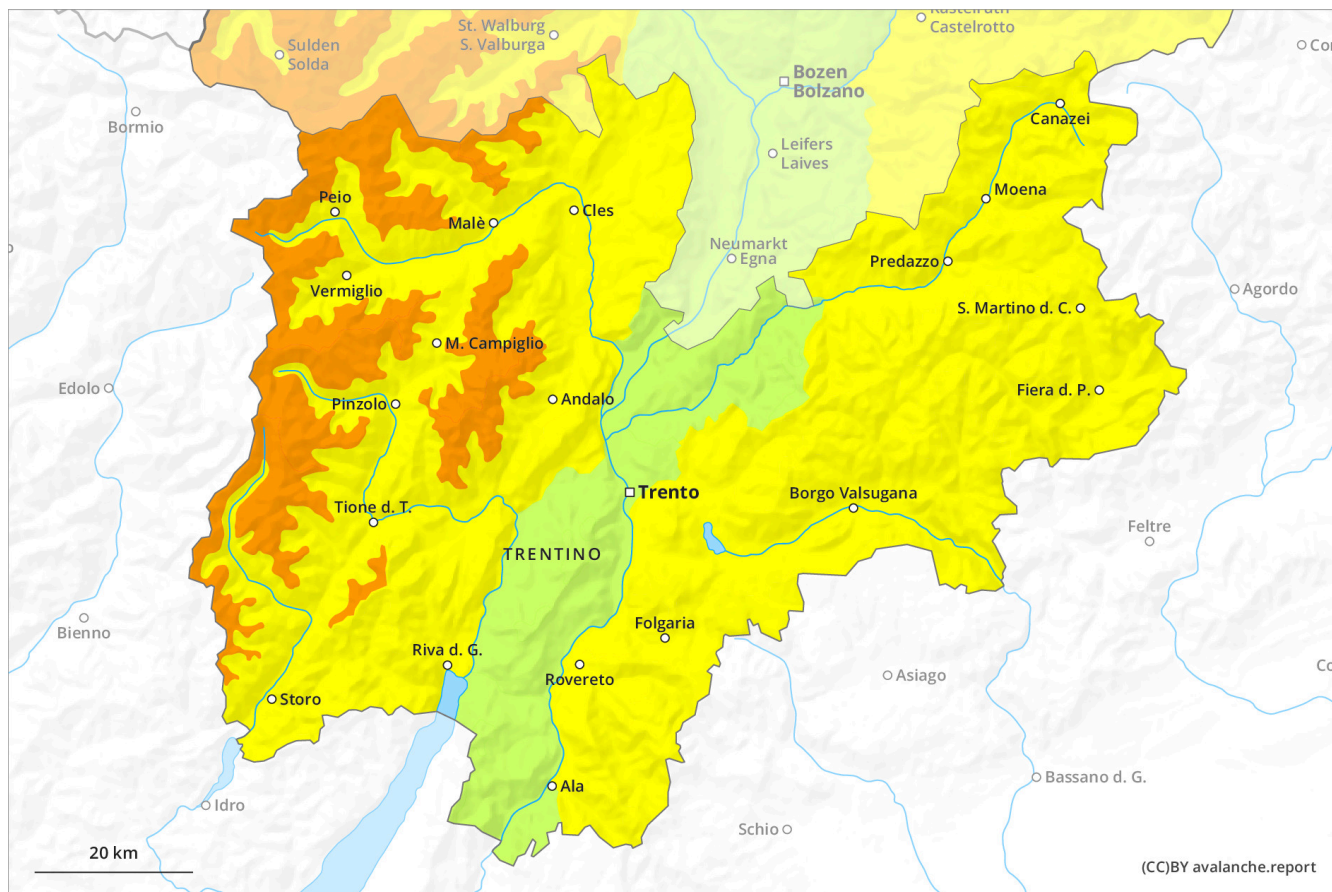 Kastelruth
Castelrotto
St. Walburg
S. Valburga
Sulden
Solda
Bozen
Bolzano
Bormio
Canazei
Leifers
Laives
Moena
Peio
Malè
Cles
Neumarkt
Egna
Predazzo
Vermiglio
Agordo
S. Martino d. C.
M. Campiglio
Edolo
Pinzolo
Andalo
Fiera d. P.
Trento
Borgo Valsugana
Tione d. T.
Feltre
TRENTINO
Bienno
Folgaria
Riva d. G.
Rovereto
Asiago
Storo
Ala
Bassano d. G.
Idro
Schio
20 km
(CC)BY avalanche.report